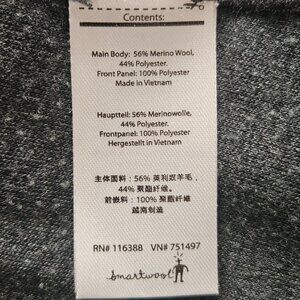 Contents:
Main Body: 56% Merino Wool,
44% Polyester.
Front Panel: 100% Polyester
Made in Vietnam
Hauptteil: 56% Merinowolle,
44% Polyester.
Frontpanel: 100% Polyester
Hergestellt in Vietnam
主体面料：56% 美利奴羊毛，
44% 聚酯纤维。
前嵌料：100% 聚酯纤维
越南制造
RN# 116388 VN# 751497
smartwool